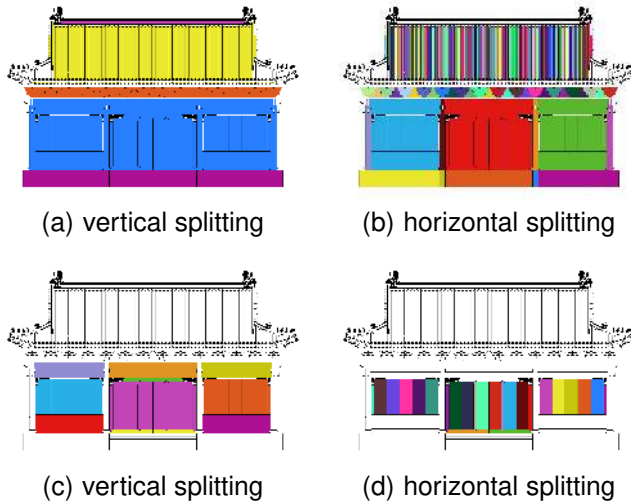 (a) vertical splitting
(b) horizontal splitting
(c) vertical splitting
(d) horizontal splitting